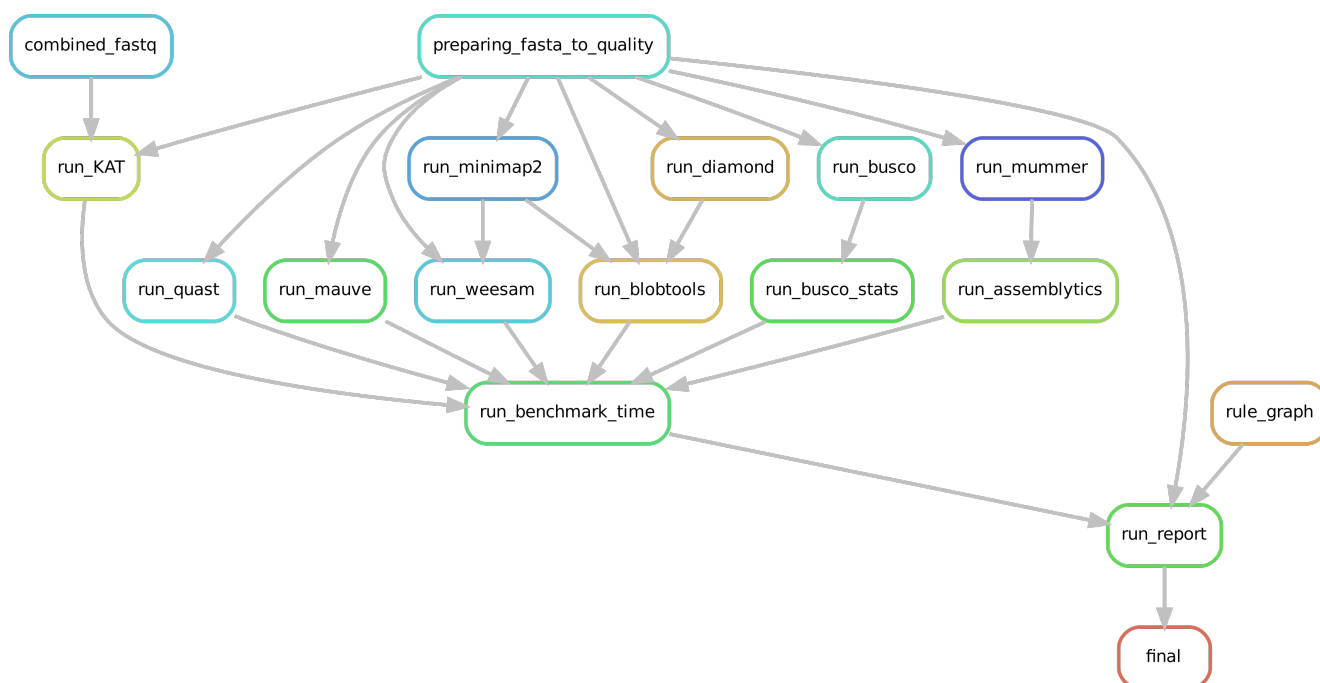 combined_fastq
preparing_fasta_to_quality
run_KAT
run_minimap2
run_diamond
run_busco
run_mummer
run_quast
run_mauve
run_weesam
run_blobtools
run_busco_stats
run_assemblytics
run_benchmark_time
rule_graph
run_report
final